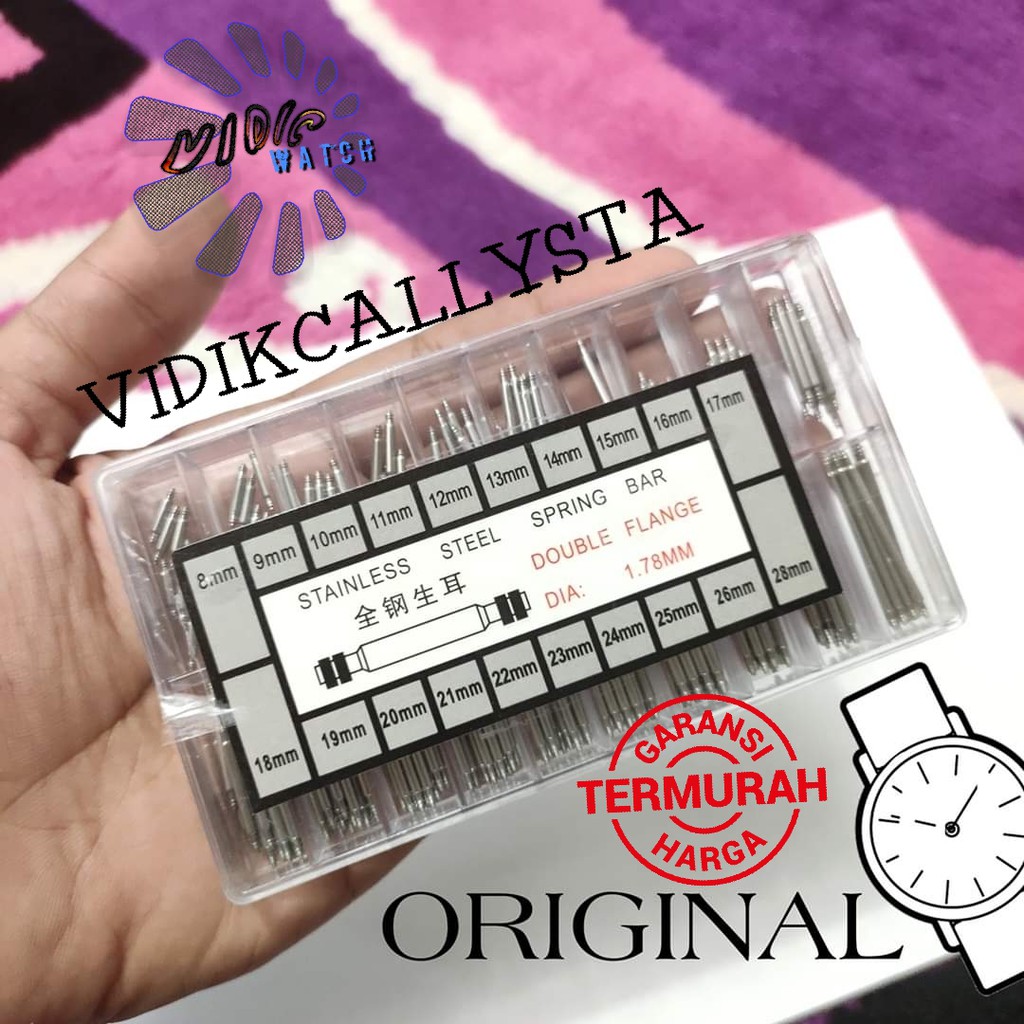 VIDIK
WATCH
VIDIKCALLYSTA
8mm 9mm 10mm 11mm 12mm 13mm 14mm 15mm 16mm 17mm
STAINLESS STEEL SPRING BAR
全钢生耳
DOUBLE FLANGE
DIA: 1.78MM
18mm 19mm 20mm 21mm 22mm 23mm 24mm 25mm 26mm 28mm
GARANSI
TERMURAH
HARGA
ORIGINAL